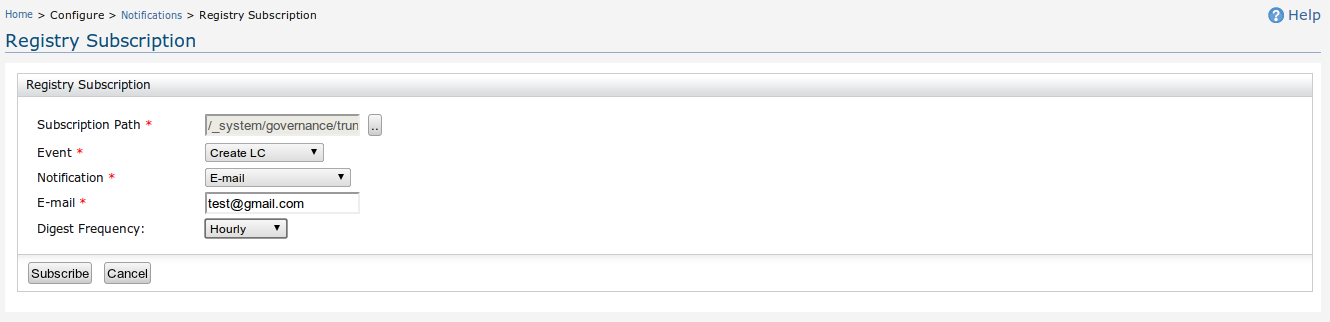 Home > Configure > Notifications > Registry Subscription
? Help
Registry Subscription
Registry Subscription
Subscription Path * /_system/governance/trun ..
Event * Create LC
Notification * E-mail
E-mail * test@gmail.com
Digest Frequency: Hourly
Subscribe Cancel